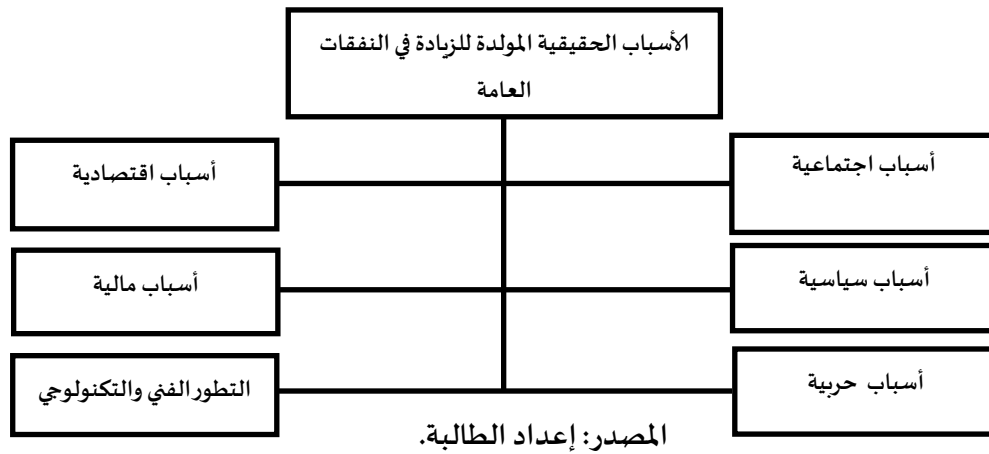 الأسباب الحقيقية المولدة للزيادة في النفقات
العامة
أسباب اجتماعية
أسباب اقتصادية
أسباب سياسية
أسباب مالية
أسباب حربية
التطور الفني والتكنولوجي
المصدر: إعداد الطالبة.